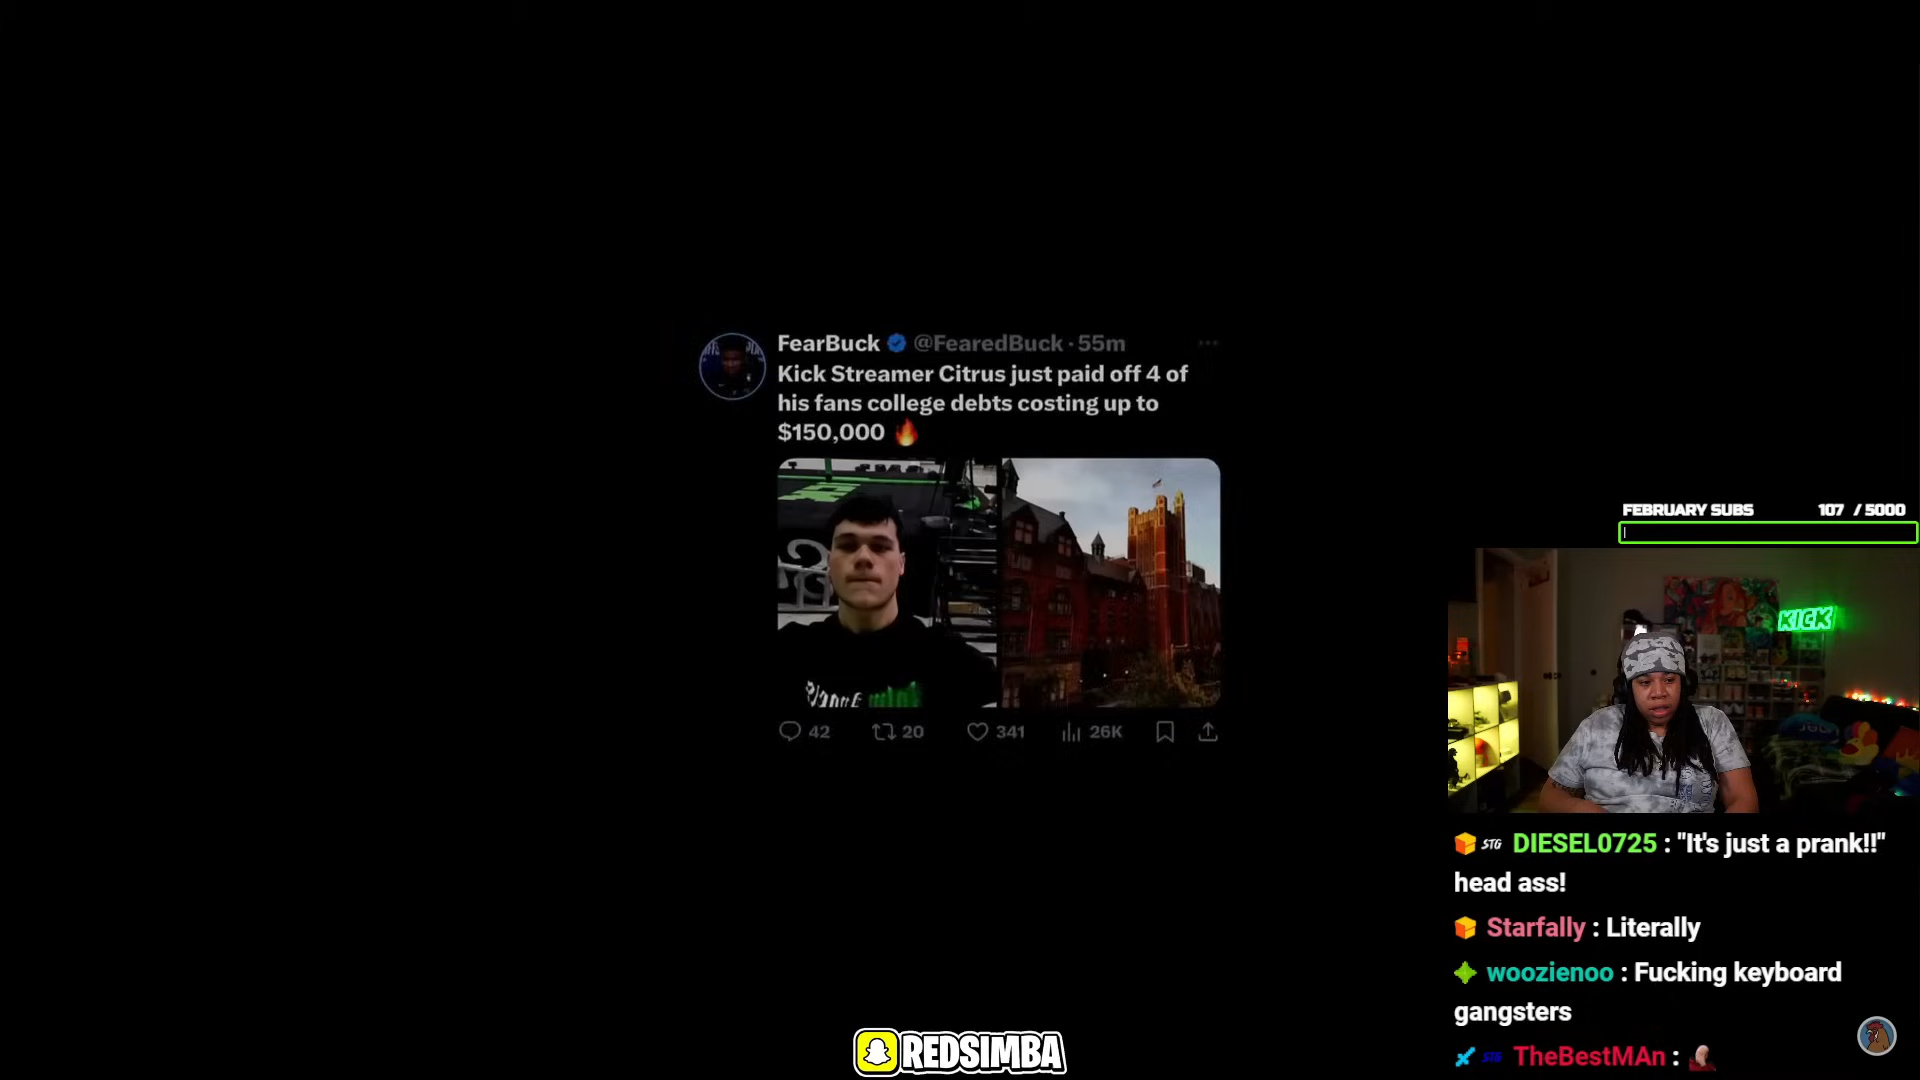 FearBuck @FearedBuck · 55m
Kick Streamer Citrus just paid off 4 of
his fans college debts costing up to
$150,000 🔥
42 20 341 26K
FEBRUARY SUBS 107 / 5000
KICK
STG DIESEL0725 : "It's just a prank!!"
head ass!
Starfally : Literally
woozienoo : Fucking keyboard
gangsters
STG TheBestMAn :
REDSIMBA